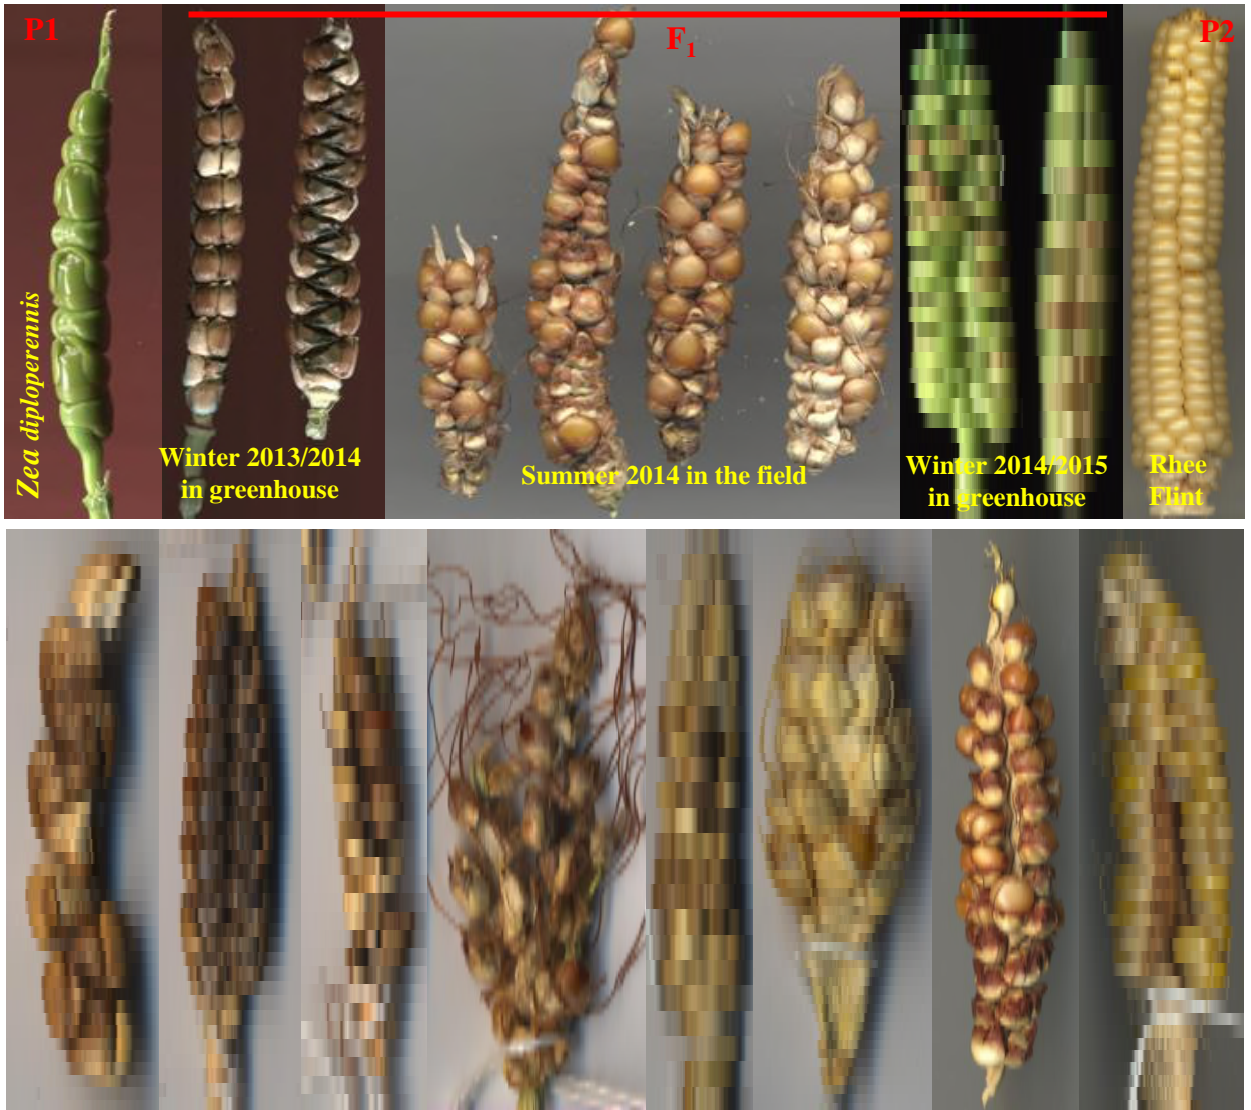 P1
F1
P2
Zea diploperennis
Winter 2013/2014
in greenhouse
Summer 2014 in the field
Winter 2014/2015
in greenhouse
Rhee
Flint